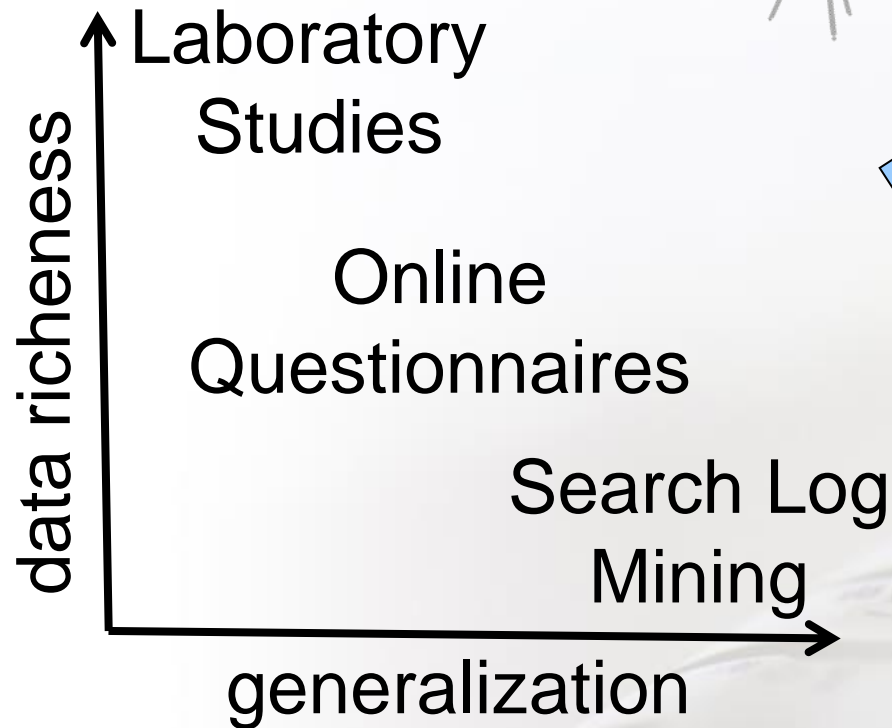 Laboratory
Studies
data richeness
Online
Questionnaires
Search Log
Mining
generalization